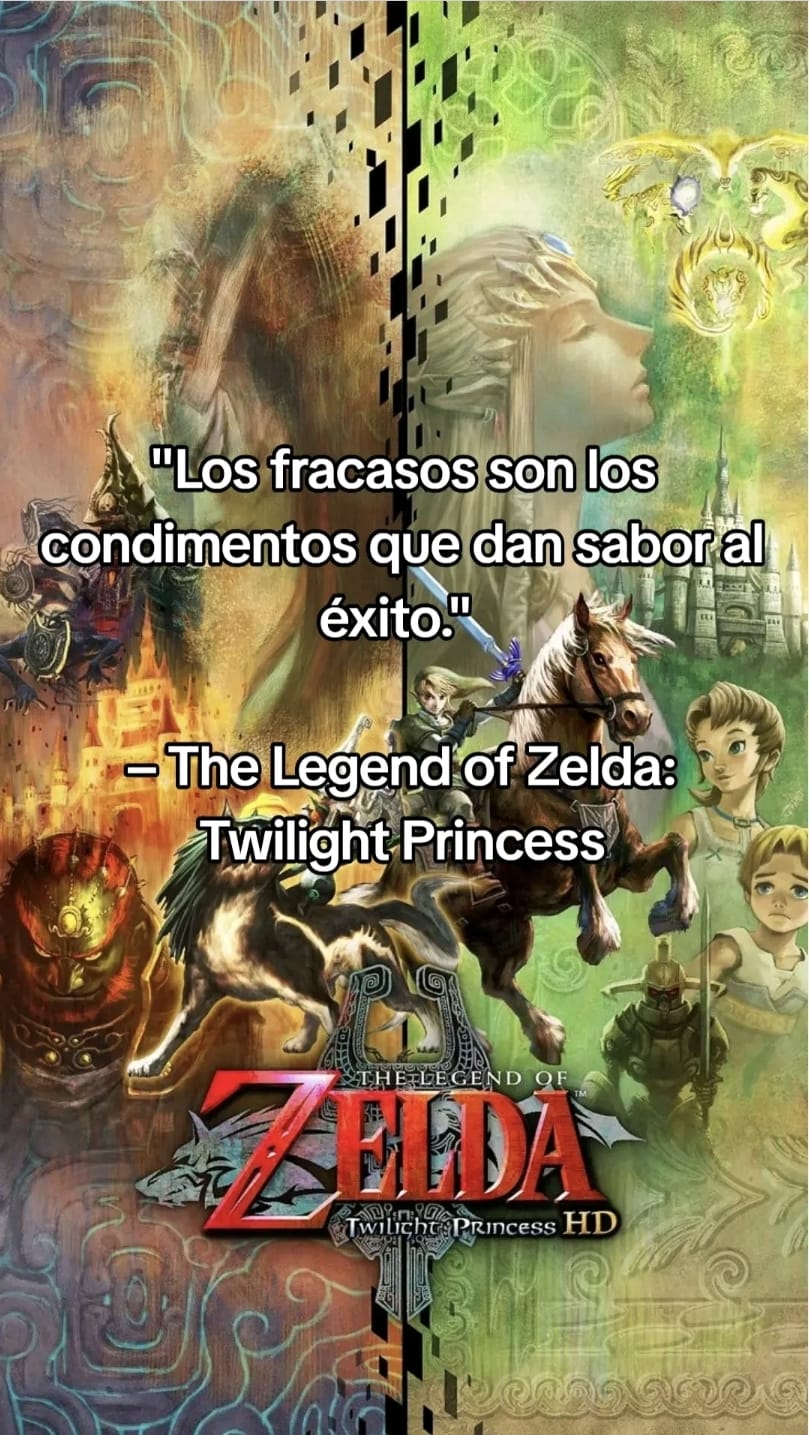 "Los fracasos son los
condimentos que dan sabor al
éxito."
– The Legend of Zelda:
Twilight Princess
THE LEGEND OF
ZELDA™
TWILIGHT PRINCESS HD